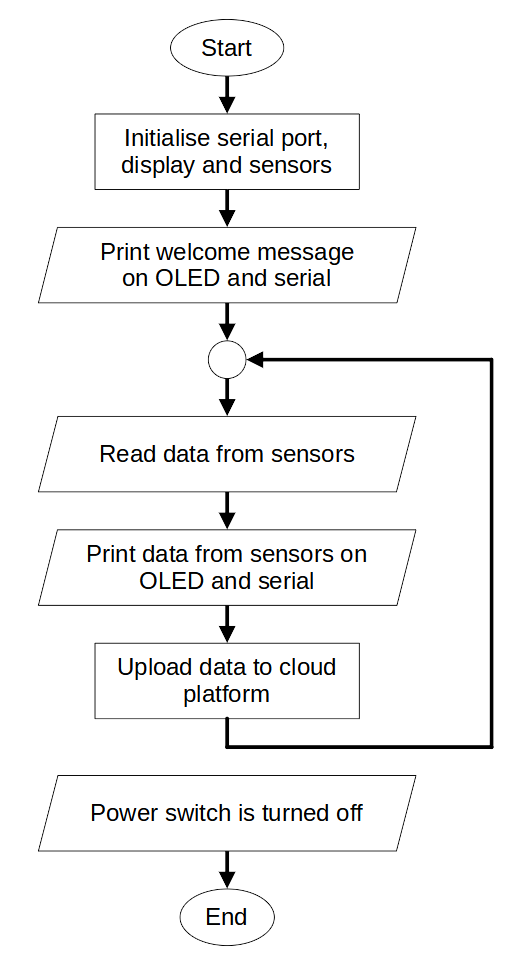 Start
Initialise serial port,
display and sensors
Print welcome message
on OLED and serial
Read data from sensors
Print data from sensors on
OLED and serial
Upload data to cloud
platform
Power switch is turned off
End